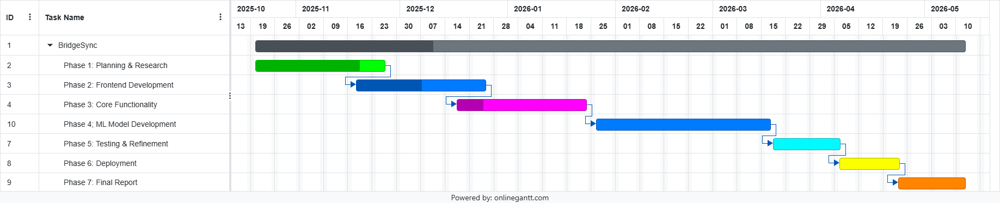 ID Task Name 2025-10 2025-11 2025-12 2026-01 2026-02 2026-03 2026-04 2026-05
13 19 26 02 09 16 23 30 07 14 21 28 04 11 18 25 01 08 15 22 01 08 15 22 29 05 12 19 26 03 10
1 BridgeSync
2 Phase 1: Planning & Research
3 Phase 2: Frontend Development
4 Phase 3: Core Functionality
10 Phase 4; ML Model Development
7 Phase 5: Testing & Refinement
8 Phase 6: Deployment
9 Phase 7: Final Report
Powered by: onlinegantt.com